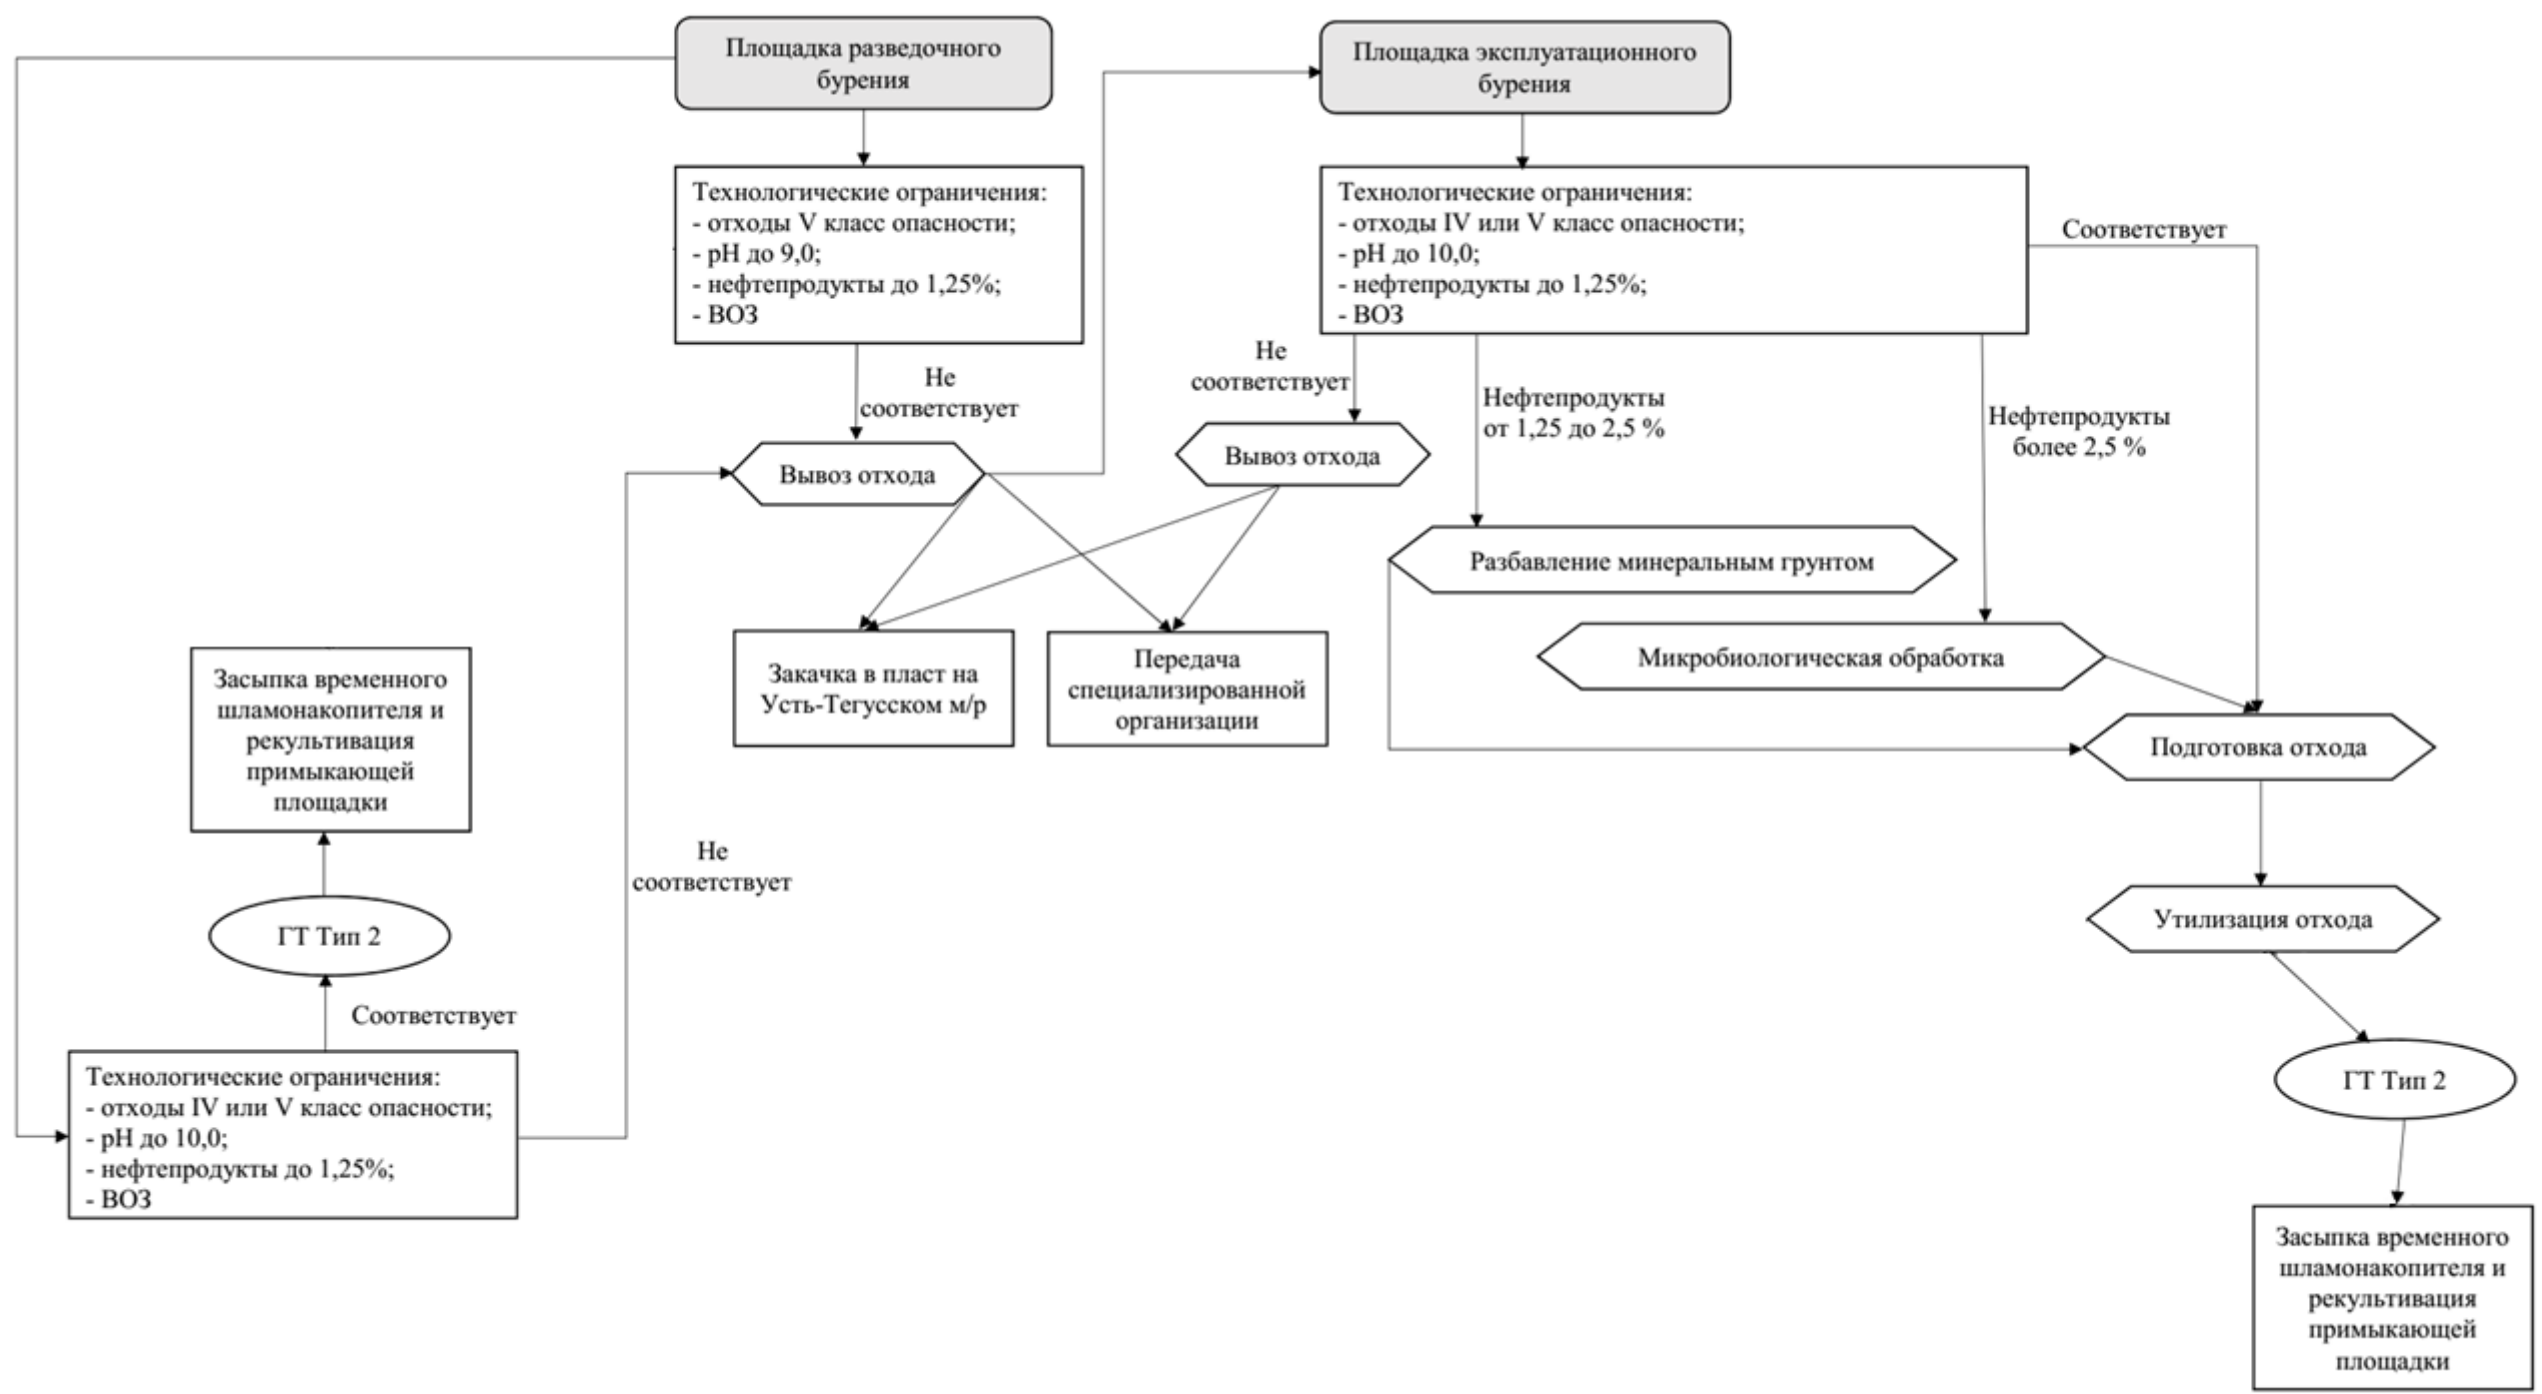 Площадка разведочного
бурения
Площадка эксплуатационного
бурения
Технологические ограничения:
- отходы V класс опасности;
- pH до 9,0;
- нефтепродукты до 1,25%;
- ВОЗ
Технологические ограничения:
- отходы IV или V класс опасности;
- pH до 10,0;
- нефтепродукты до 1,25%;
- ВОЗ
Соответствует
Не
соответствует
Не
соответствует
Нефтепродукты
от 1,25 до 2,5 %
Нефтепродукты
более 2,5 %
Вывоз отхода
Вывоз отхода
Разбавление минеральным грунтом
Микробиологическая обработка
Закачка в пласт на
Усть-Тегусском м/р
Передача
специализированной
организации
Засыпка временного
шламонакопителя и
рекультивация
примыкающей
площадки
Подготовка отхода
Не
соответствует
ГТ Тип 2
Утилизация отхода
Соответствует
Технологические ограничения:
- отходы IV или V класс опасности;
- pH до 10,0;
- нефтепродукты до 1,25%;
- ВОЗ
ГТ Тип 2
Засыпка временного
шламонакопителя и
рекультивация
примыкающей
площадки